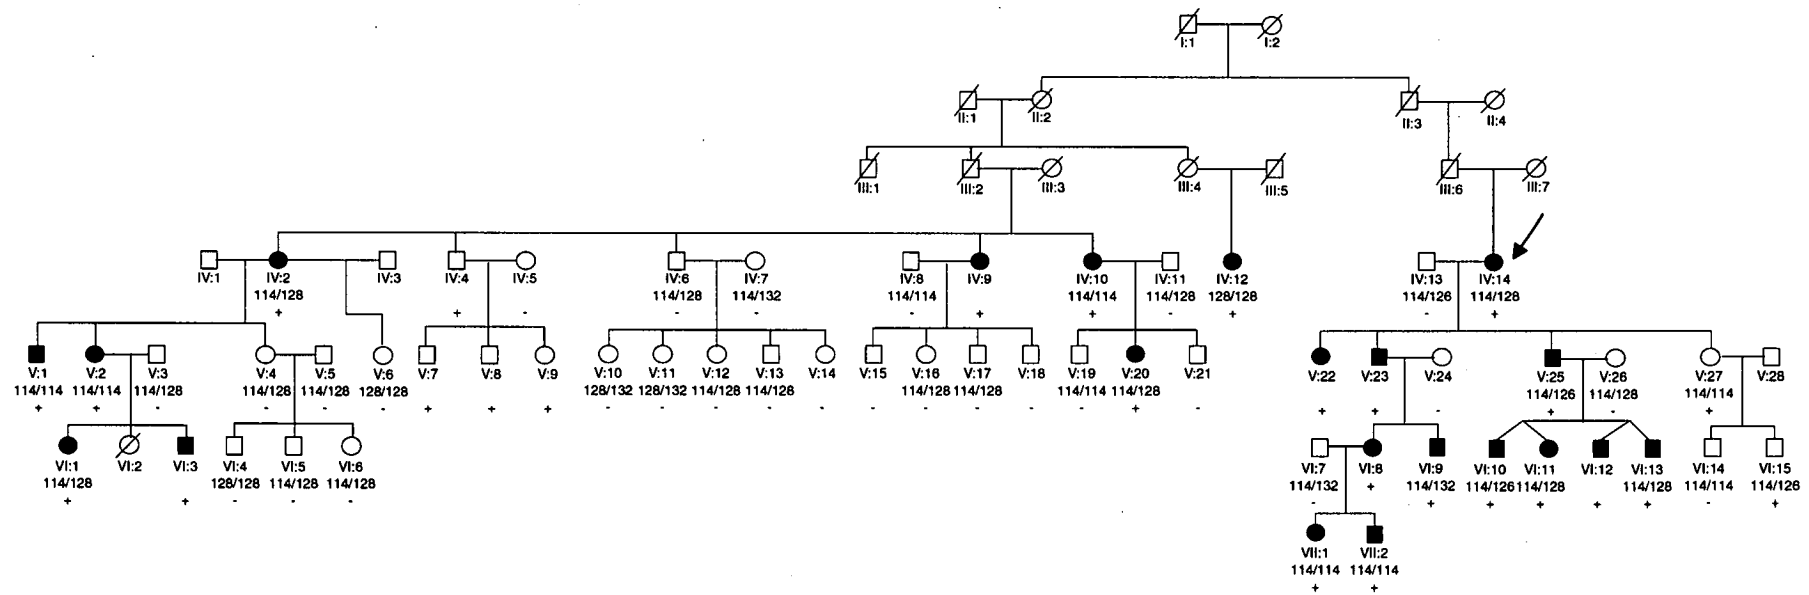 I:1 I:2
II:1 II:2 II:3 II:4
III:1 III:2 III:3 III:4 III:5 III:6 III:7
IV:1 IV:2 IV:3 IV:4 IV:5 IV:6 IV:7 IV:8 IV:9 IV:10 IV:11 IV:12 IV:13 IV:14
114/128 114/128 114/132 114/114 114/114 114/128 128/128 114/126 114/128
+ + - - - - + + - + - +
V:1 V:2 V:3 V:4 V:5 V:6 V:7 V:8 V:9 V:10 V:11 V:12 V:13 V:14 V:15 V:16 V:17 V:18 V:19 V:20 V:21 V:22 V:23 V:24 V:25 V:26 V:27 V:28
114/114 114/114 114/128 114/128 114/128 128/128 128/132 128/132 114/128 114/128 114/128 114/128 114/114 114/128 114/126 114/128 114/114
+ + - - - - + + + - - - - - - - - - - + - + + - + - +
VI:1 VI:2 VI:3 VI:4 VI:5 VI:6 VI:7 VI:8 VI:9 VI:10 VI:11 VI:12 VI:13 VI:14 VI:15
114/128 128/128 114/128 114/128 114/132 114/132 114/126 114/128 114/128 114/114 114/126
+ + - - - - + + + + + + - +
VII:1 VII:2
114/114 114/114
+ +